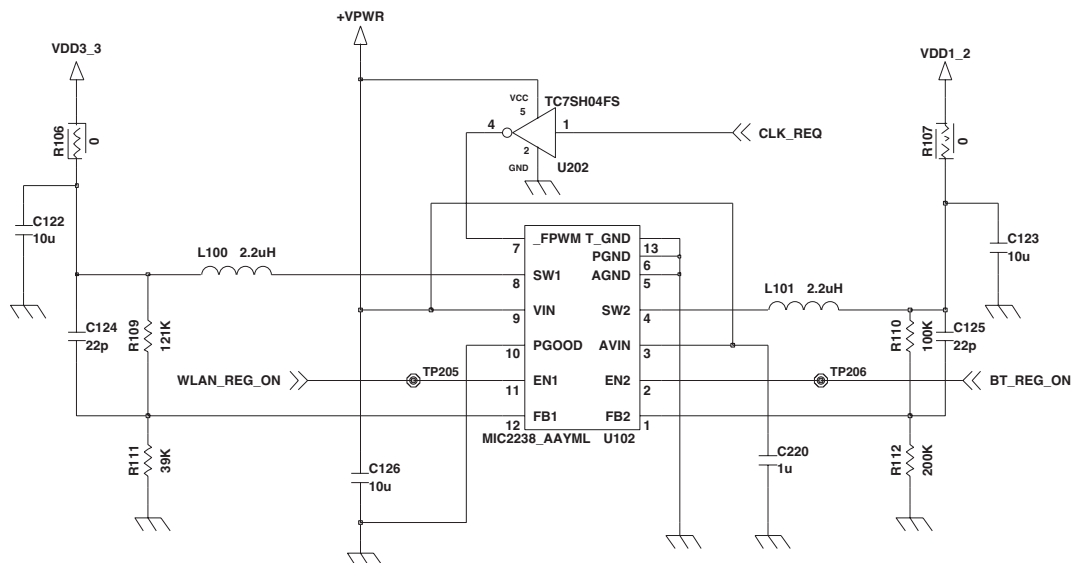 +VPWR
VDD3_3
VDD1_2
VCC
TC7SH04FS
5
4
1
CLK_REQ
2
GND
U202
R106
0
R107
0
C122
10u
C123
10u
L100 2.2uH
L101 2.2uH
_FPWM T_GND
7
13
PGND
6
SW1
AGND
8
5
VIN
SW2
9
4
PGOOD
AVIN
10
3
EN1
EN2
11
2
FB1
FB2
12
1
MIC2238_AAYML U102
C124
22p
R109
121K
R110
100K
C125
22p
WLAN_REG_ON
TP205
TP206
BT_REG_ON
R111
39K
C126
10u
C220
1u
R112
200K